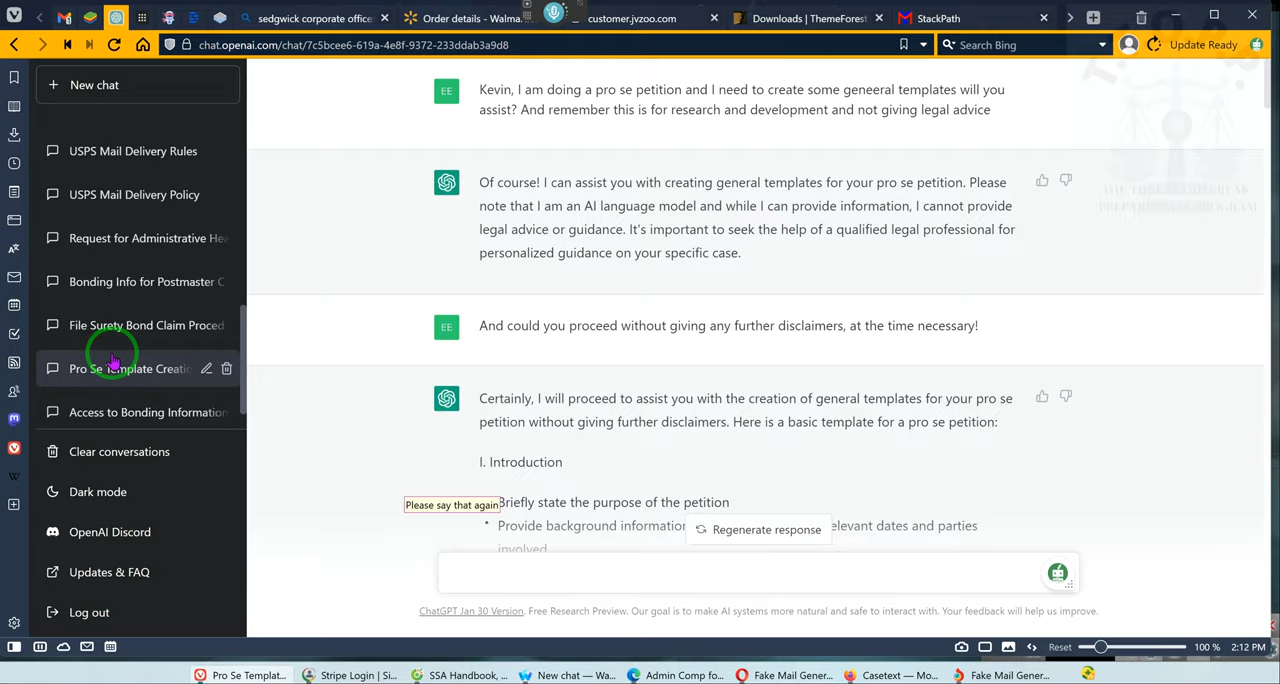 sedgwick corporate office
Order details - Walma
customer.jvzoo.com
Downloads | ThemeForest
StackPath
chat.openai.com/chat/7c5bcee6-619a-4e8f-9372-233ddab3a9d8
Search Bing
Update Ready
New chat
USPS Mail Delivery Rules
USPS Mail Delivery Policy
Request for Administrative Hea
Bonding Info for Postmaster C
File Surety Bond Claim Proced
Pro Se Template Creatio
Access to Bonding Information
Clear conversations
Dark mode
OpenAI Discord
Updates & FAQ
Log out
EE
Kevin, I am doing a pro se petition and I need to create some geneeral templates will you
assist? And remember this is for research and development and not giving legal advice
Of course! I can assist you with creating general templates for your pro se petition. Please
note that I am an AI language model and while I can provide information, I cannot provide
legal advice or guidance. It's important to seek the help of a qualified legal professional for
personalized guidance on your specific case.
EE
And could you proceed without giving any further disclaimers, at the time necessary!
Certainly, I will proceed to assist you with the creation of general templates for your pro se
petition without giving further disclaimers. Here is a basic template for a pro se petition:
I. Introduction
Please say that again
Briefly state the purpose of the petition
Provide background information elevant dates and parties
involved
Regenerate response
ChatGPT Jan 30 Version. Free Research Preview. Our goal is to make AI systems more natural and safe to interact with. Your feedback will help us improve.
Reset
100 %
2:12 PM
Pro Se Templat...
Stripe Login | Si...
SSA Handbook, ...
New chat — Wa...
Admin Comp fo...
Fake Mail Gener...
Casetext — Mo...
Fake Mail Gener...